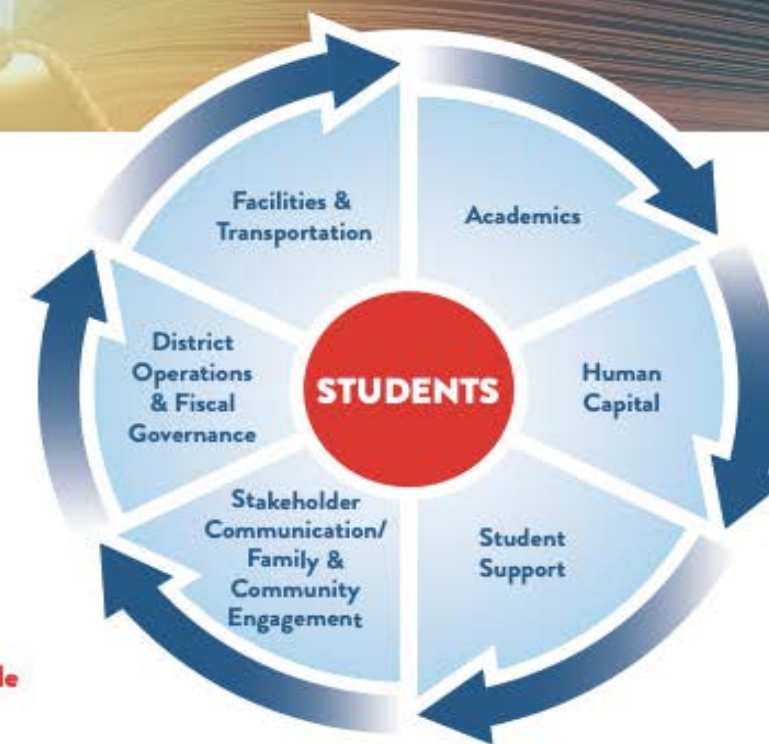 Facilities &
Transportation
Academics
District
Operations
& Fiscal
Governance
STUDENTS
Human
Capital
Stakeholder
Communication/
Family &
Community
Engagement
Student
Support